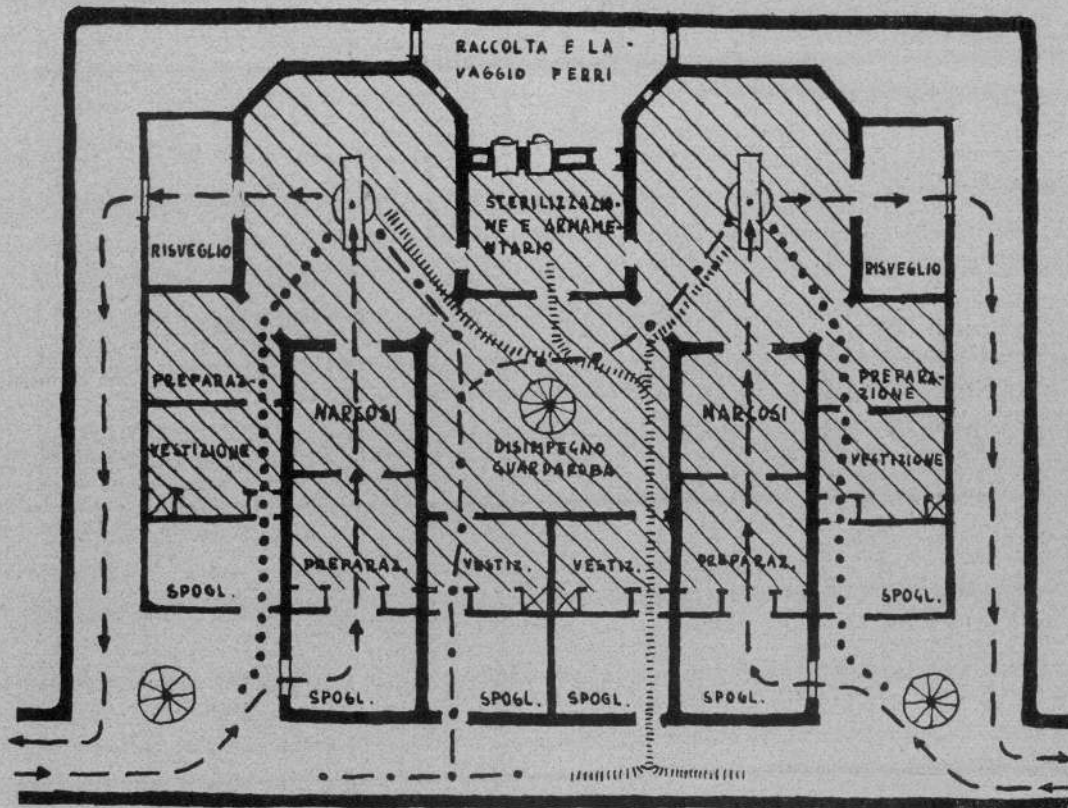 RACCOLTA E LA-
VAGGIO FERRI
STERILIZZAZIO-
NE E ARMAME-
NTARIO
RISVEGLIO
RISVEGLIO
PREPARAZ.
NARCOSI
NARCOSI
PREPARA-
ZIONE
VESTIZIONE
DISIMPEGNO
GUARDAROBA
VESTIZIONE
PREPARAZ.
VESTIZ.
VESTIZ.
PREPARAZ.
SPOGL.
SPOGL.
SPOGL.
SPOGL.
SPOGL.
SPOGL.